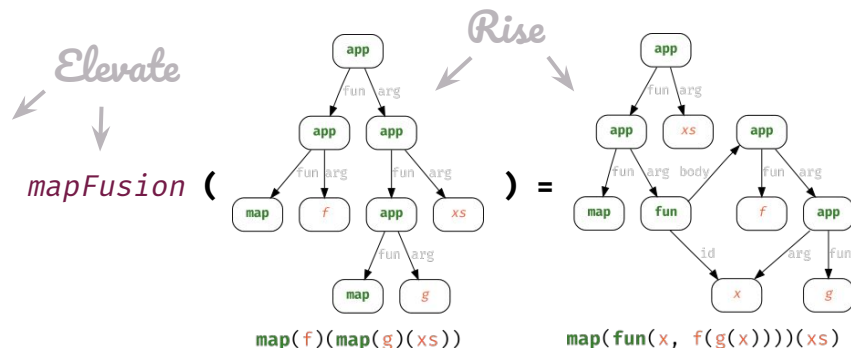 Elevate
Rise
mapFusion ( ) =
app
fun arg
app app
fun arg fun arg
map f app xs
fun arg
map g
map(f)(map(g)(xs))
app
fun arg
app xs app
fun arg body fun arg
map fun f app
id arg fun
x g
map(fun(x, f(g(x))))(xs)